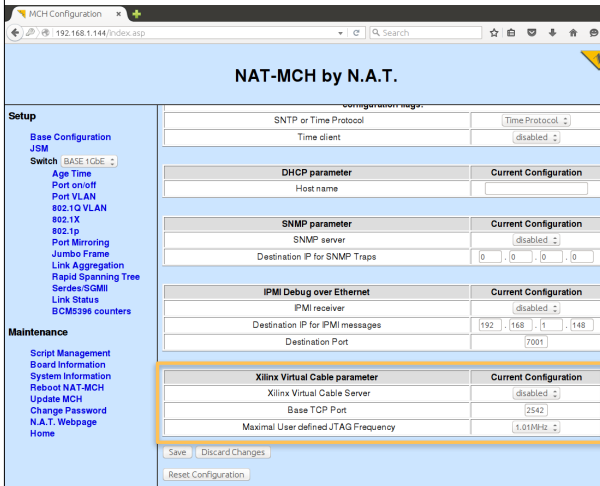 MCH Configuration ×
192.168.1.144/index.asp
Search
NAT-MCH by N.A.T.
Setup
Base Configuration
JSM
Switch BASE 1GbE
Age Time
Port on/off
Port VLAN
802.1Q VLAN
802.1X
802.1p
Port Mirroring
Jumbo Frame
Link Aggregation
Rapid Spanning Tree
Serdes/SGMII
Link Status
BCM5396 counters
Maintenance
Script Management
Board Information
System Information
Reboot NAT-MCH
Update MCH
Change Password
N.A.T. Webpage
Home
configuration flags:
SNTP or Time Protocol Time Protocol
Time client disabled
DHCP parameter Current Configuration
Host name
SNMP parameter Current Configuration
SNMP server disabled
Destination IP for SNMP Traps 0 . 0 . 0 . 0
IPMI Debug over Ethernet Current Configuration
IPMI receiver disabled
Destination IP for IPMI messages 192 . 168 . 1 . 148
Destination Port 7001
Xilinx Virtual Cable parameter Current Configuration
Xilinx Virtual Cable Server disabled
Base TCP Port 2542
Maximal User defined JTAG Frequency 1.01MHz
Save Discard Changes
Reset Configuration